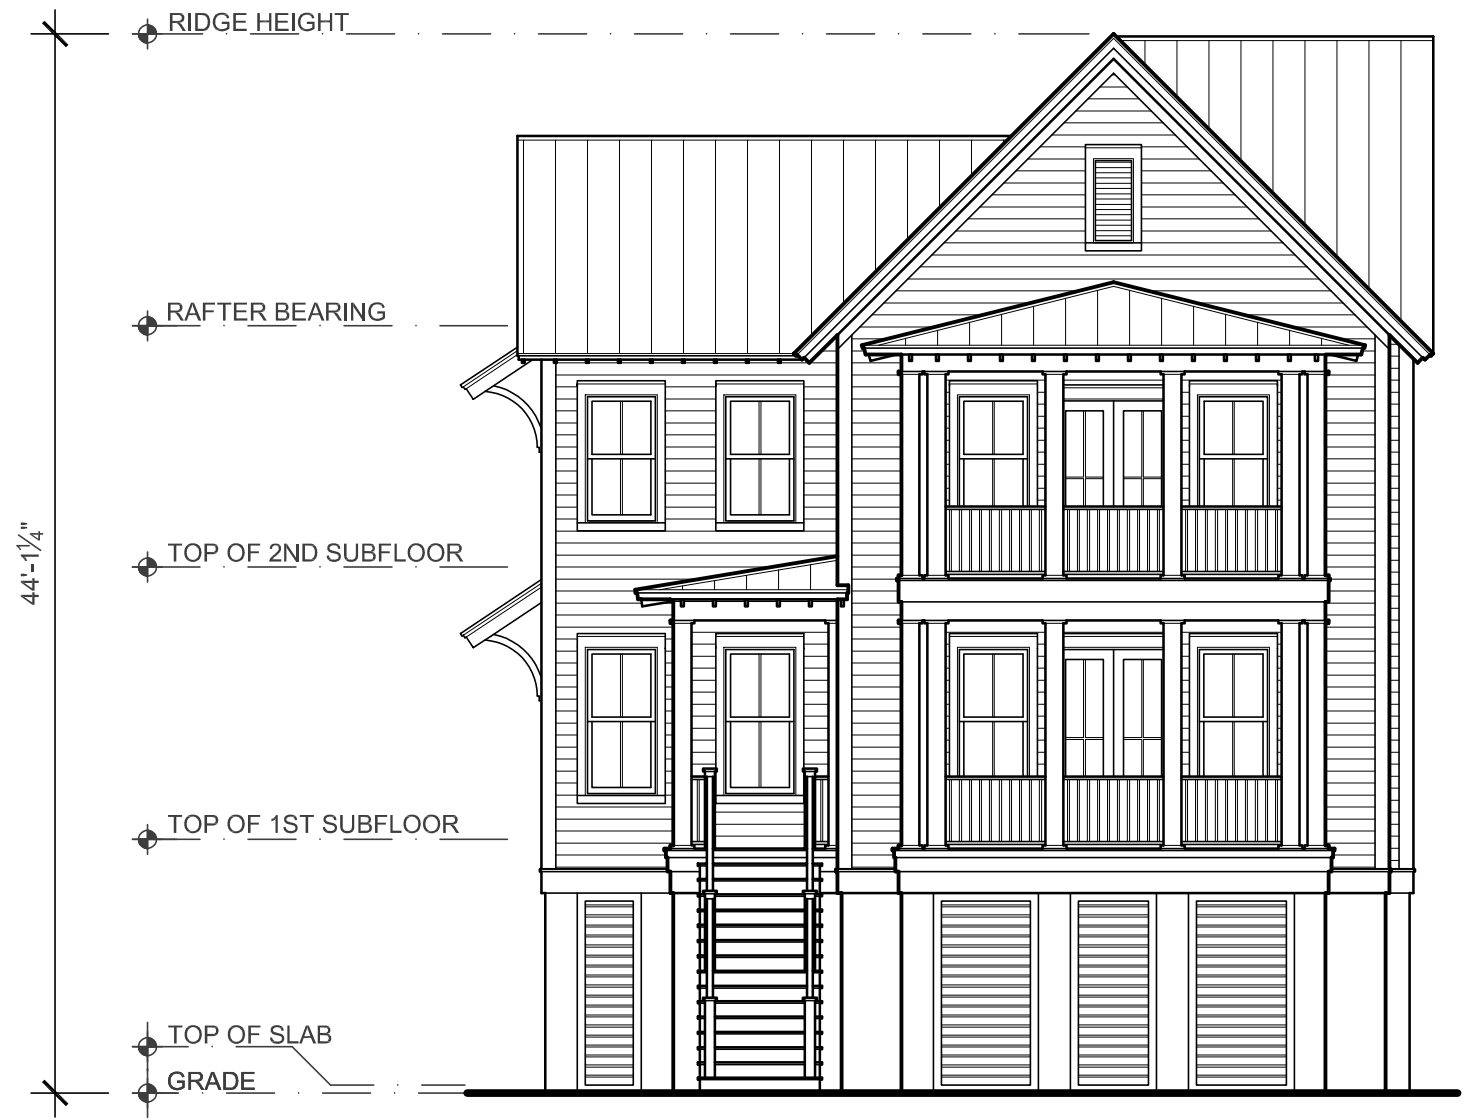 RIDGE HEIGHT
RAFTER BEARING
TOP OF 2ND SUBFLOOR
44'-1¼"
TOP OF 1ST SUBFLOOR
TOP OF SLAB
GRADE